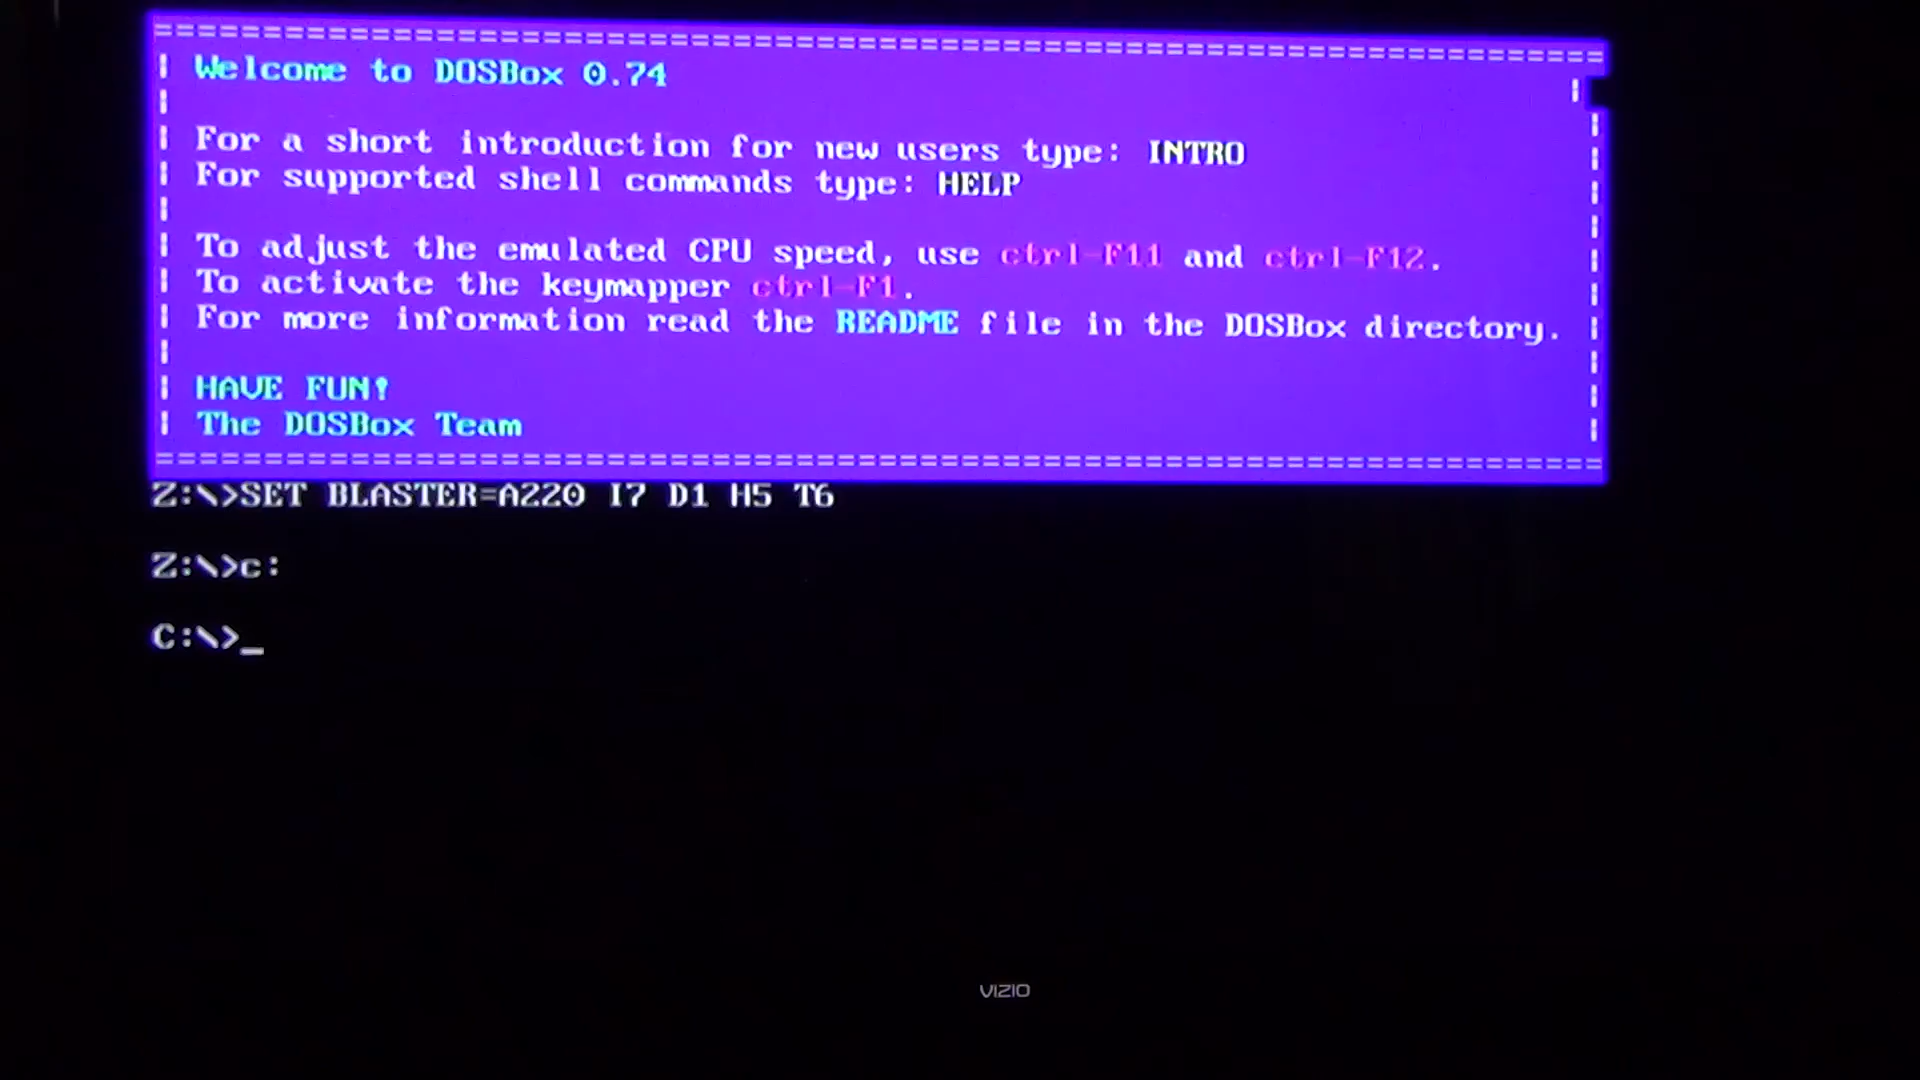 Welcome to DOSBox 0.74
For a short introduction for new users type: INTRO
For supported shell commands type: HELP
To adjust the emulated CPU speed, use ctrl-F11 and ctrl-F12.
To activate the keymapper ctrl-F1.
For more information read the README file in the DOSBox directory.
HAVE FUN!
The DOSBox Team
Z:\>SET BLASTER=A220 I7 D1 H5 T6
Z:\>c:
C:\>_
VIZIO